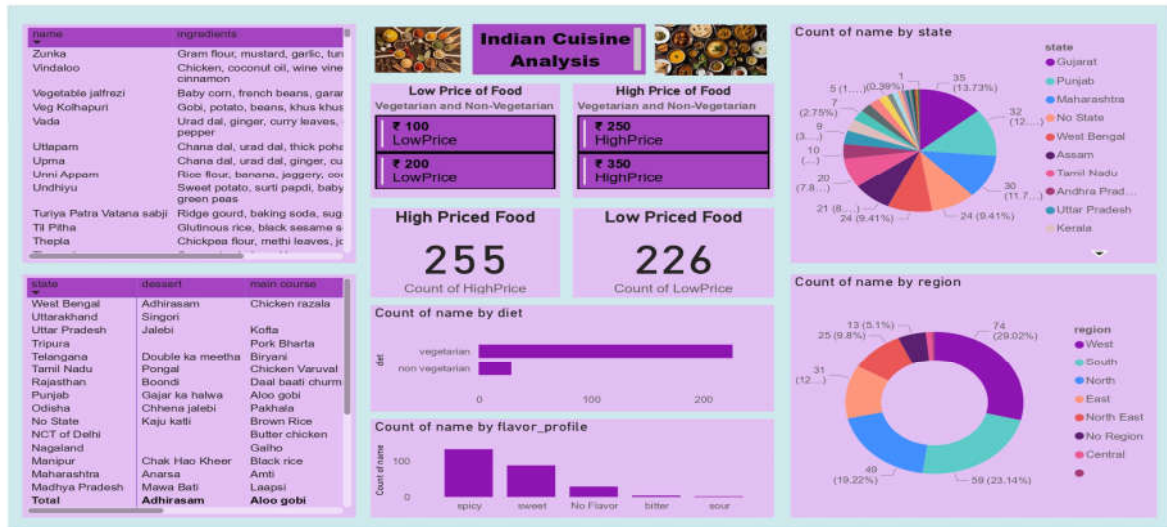 Indian Cuisine
Analysis
name ingredients
Zunka Gram flour, mustard, garlic,
Vindaloo Chicken, coconut oil, wine
cinnamon
Vegetable jalfrezi Baby corn, french beans,
Veg Kolhapuri Gobi, potato, beans, khus
Vada Urad dal, ginger, curry leaves,
pepper
Uttapam Chana dal, urad dal, thick
Upma Chana dal, urad dal, ginger,
Unni Appam Rice flour, banana, jaggery,
Undhiyu Sweet potato, surti papdi, baby
green peas
Turiya Patra Vatana sabji Ridge gourd, baking soda,
Til Pitha Glutinous rice, black sesame
Thepla Chickpea flour, methi leaves,
state dessert main course
West Bengal Adhirasam Chicken razala
Uttarakhand Singori
Uttar Pradesh Jalebi Kofta
Tripura Pork Bharta
Telangana Double ka meetha Biryani
Tamil Nadu Pongal Chicken Varuval
Rajasthan Boondi Daal baati churm
Punjab Gajar ka halwa Aloo gobi
Odisha Chhena jalebi Pakhala
No State Kaju katli Brown Rice
NCT of Delhi Butter chicken
Nagaland Galho
Manipur Chak Hao Kheer Black rice
Maharashtra Anarsa Amti
Madhya Pradesh Mawa Bati Laapsi
Total Adhirasam Aloo gobi
Low Price of Food
Vegetarian and Non-Vegetarian
₹ 100
LowPrice
₹ 200
LowPrice
High Price of Food
Vegetarian and Non-Vegetarian
₹ 250
HighPrice
₹ 350
HighPrice
High Priced Food
255
Count of HighPrice
Low Priced Food
226
Count of LowPrice
Count of name by diet
diet
vegetarian
non vegetarian
0 100 200
Count of name by flavor_profile
Count of name
100
0
spicy sweet No Flavor bitter sour
Count of name by state
1
(0.39%)
35
(13.73%)
32
(12....)
30
(11.7...)
24 (9.41%)
24 (9.41%)
21 (8....)
20
(7.8...)
10
(...)
9
(3....)
7
(2.75%)
5 (1....)
state
Gujarat
Punjab
Maharashtra
No State
West Bengal
Assam
Tamil Nadu
Andhra Prad...
Uttar Pradesh
Kerala
Count of name by region
74
(29.02%)
59 (23.14%)
49
(19.22%)
31
(12....)
25 (9.8%)
13 (5.1%)
region
West
South
North
East
North East
No Region
Central